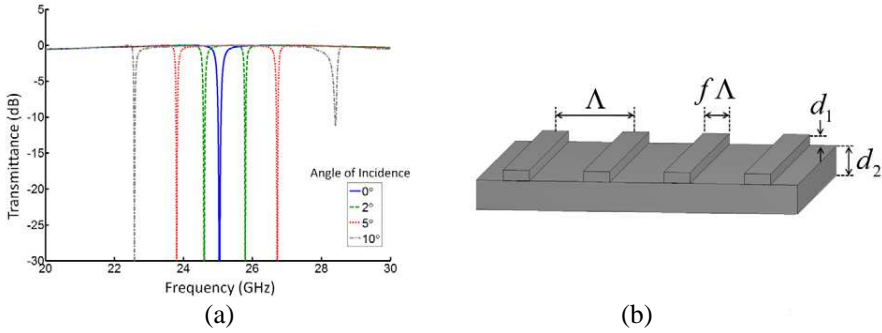 5
0
-5
-10
-15
-20
-25
-30
Transmittance (dB)
20 22 24 26 28 30
Frequency (GHz)
Angle of Incidence
0°
2°
5°
10°
(a)
Λ
f Λ
d1
d2
(b)